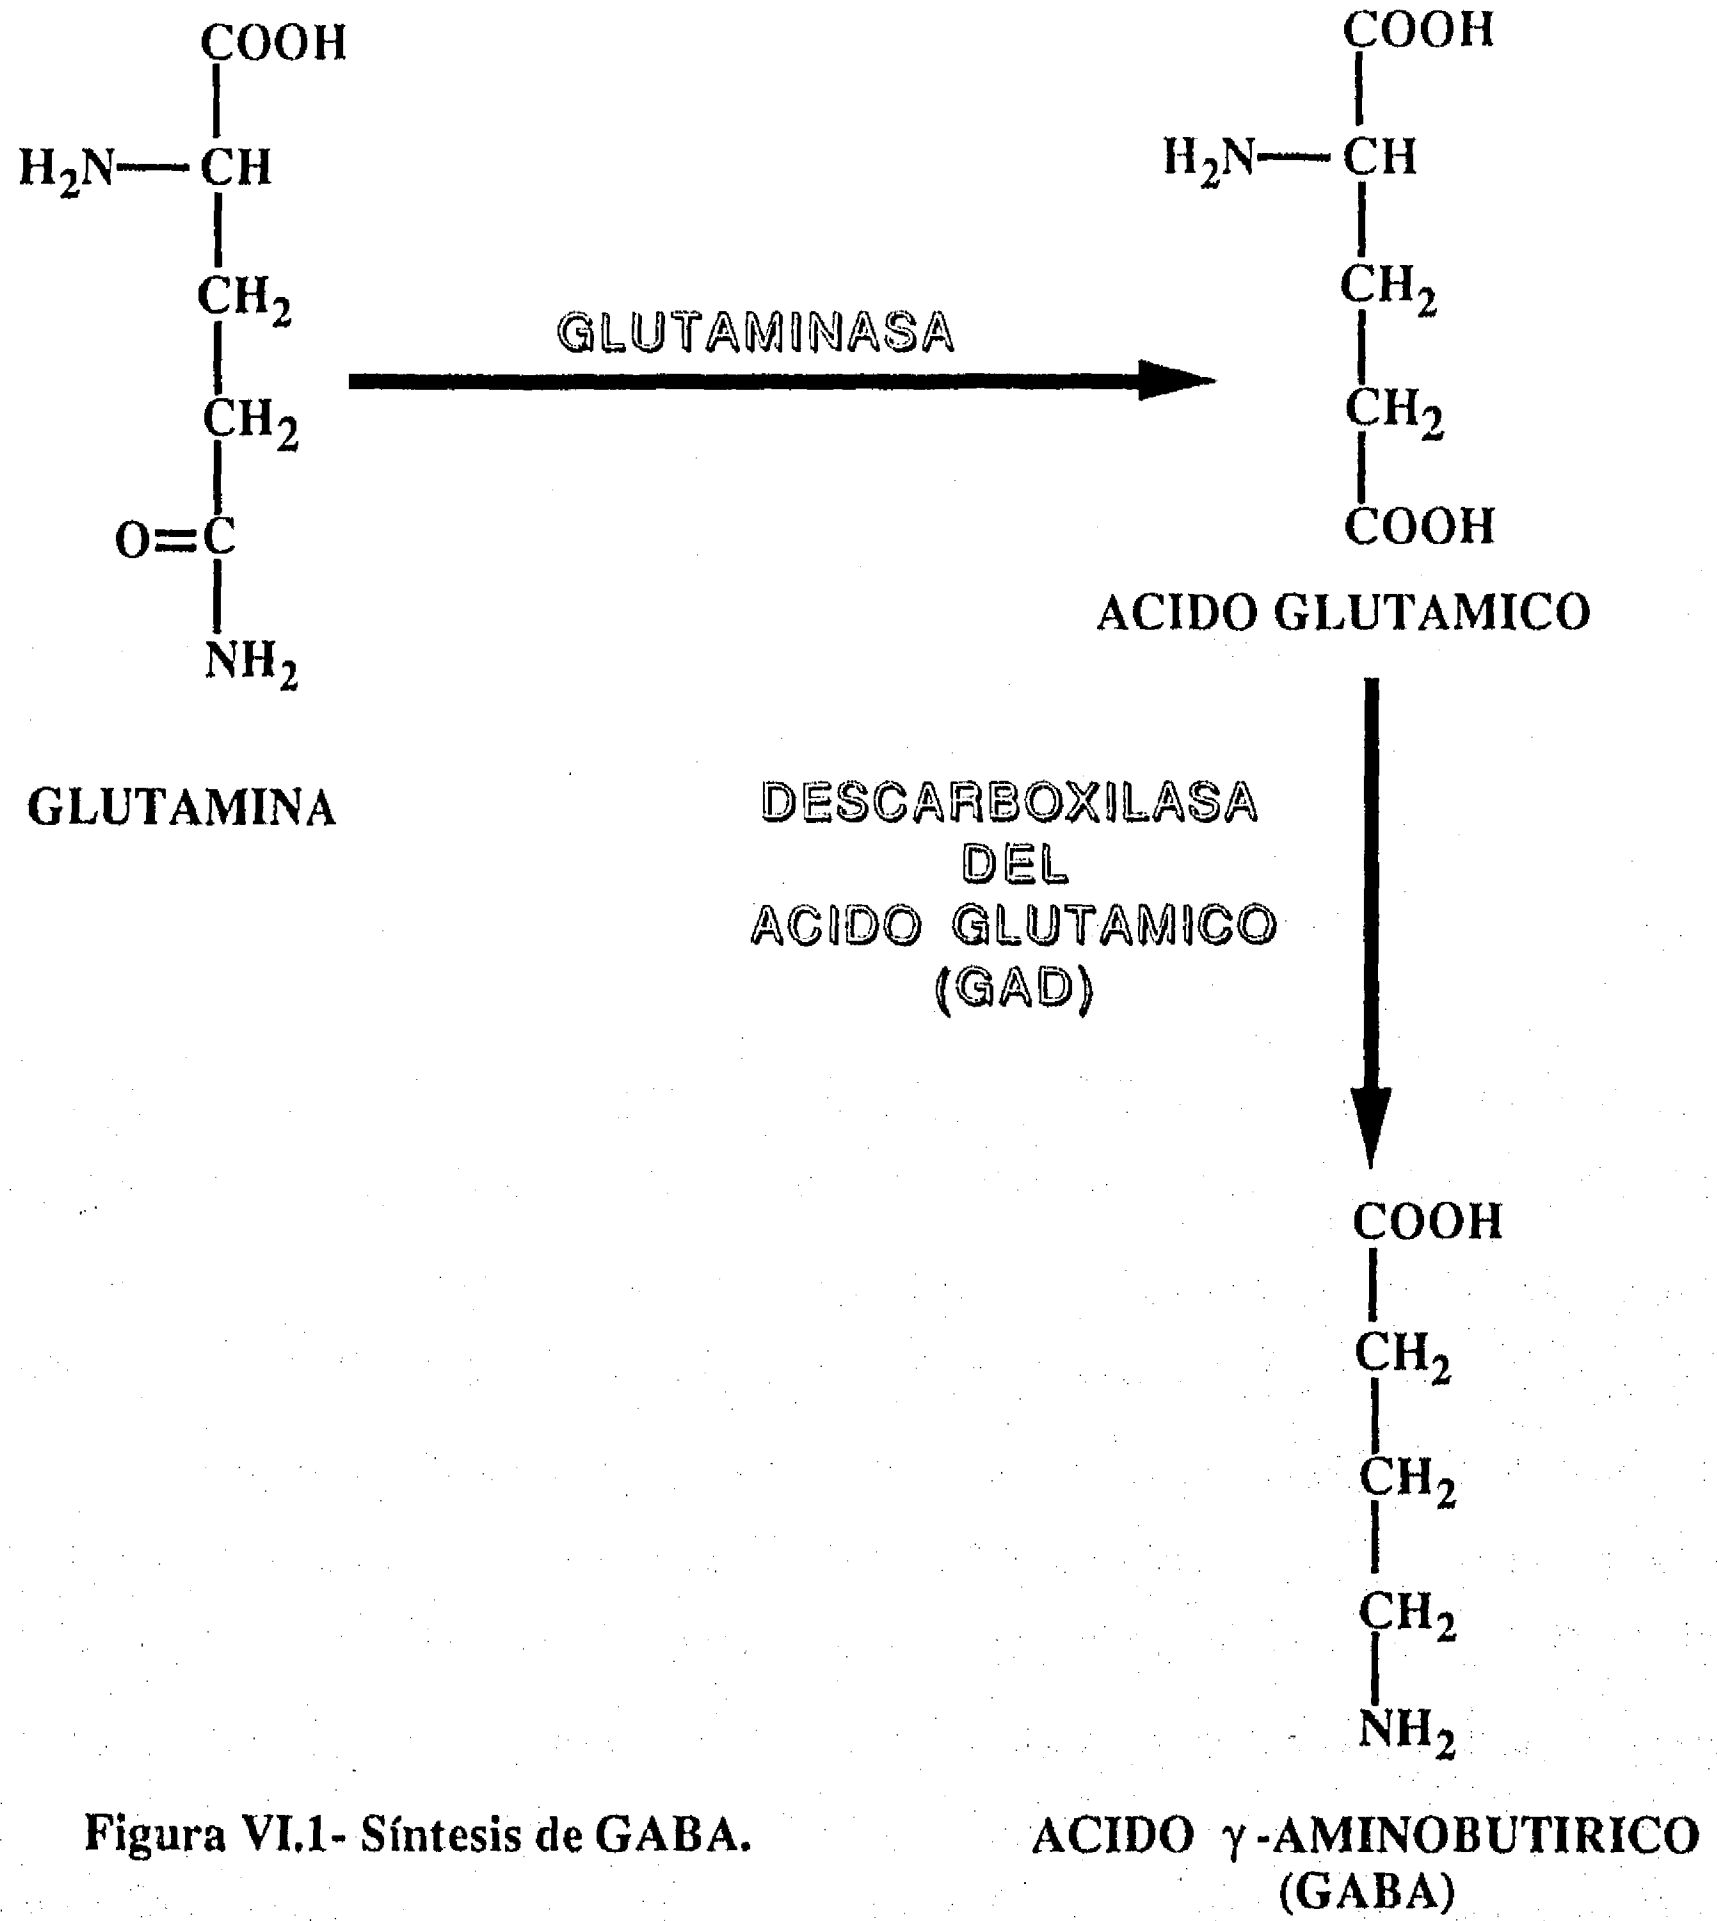 COOH
H₂N—CH
CH₂
CH₂
O=C
NH₂
GLUTAMINA
GLUTAMINASA
COOH
H₂N—CH
CH₂
CH₂
COOH
ACIDO GLUTAMICO
DESCARBOXILASA
DEL
ACIDO GLUTAMICO
(GAD)
COOH
CH₂
CH₂
CH₂
NH₂
ACIDO γ-AMINOBUTIRICO
(GABA)
Figura VI.1- Síntesis de GABA.